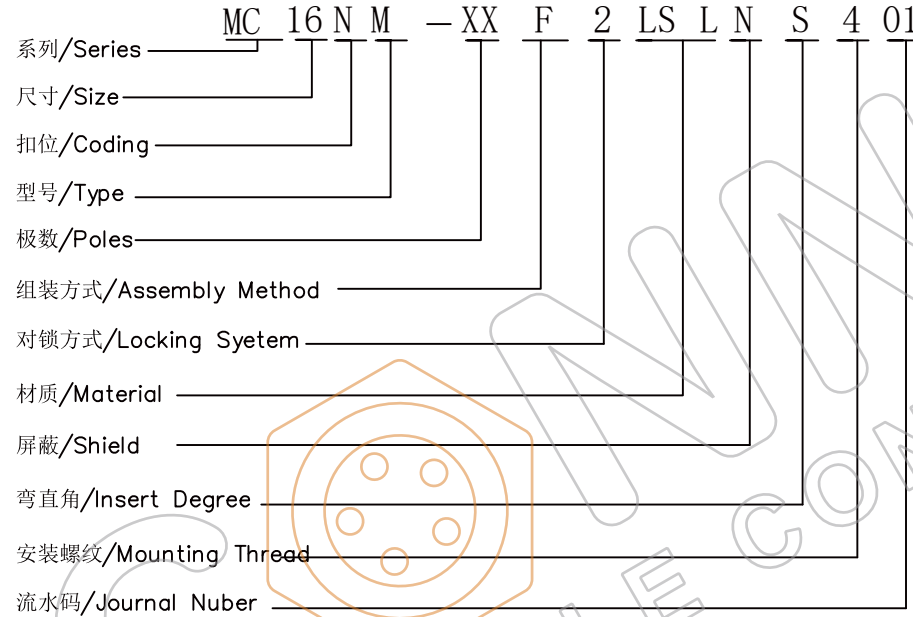 MC 16 N M -XX F 2 LS L N S 4 01
系列/Series
尺寸/Size
扣位/Coding
型号/Type
极数/Poles
组装方式/Assembly Method
对锁方式/Locking Syetem
材质/Material
屏蔽/Shield
弯直角/Insert Degree
安装螺纹/Mounting Thread
流水码/Journal Nuber